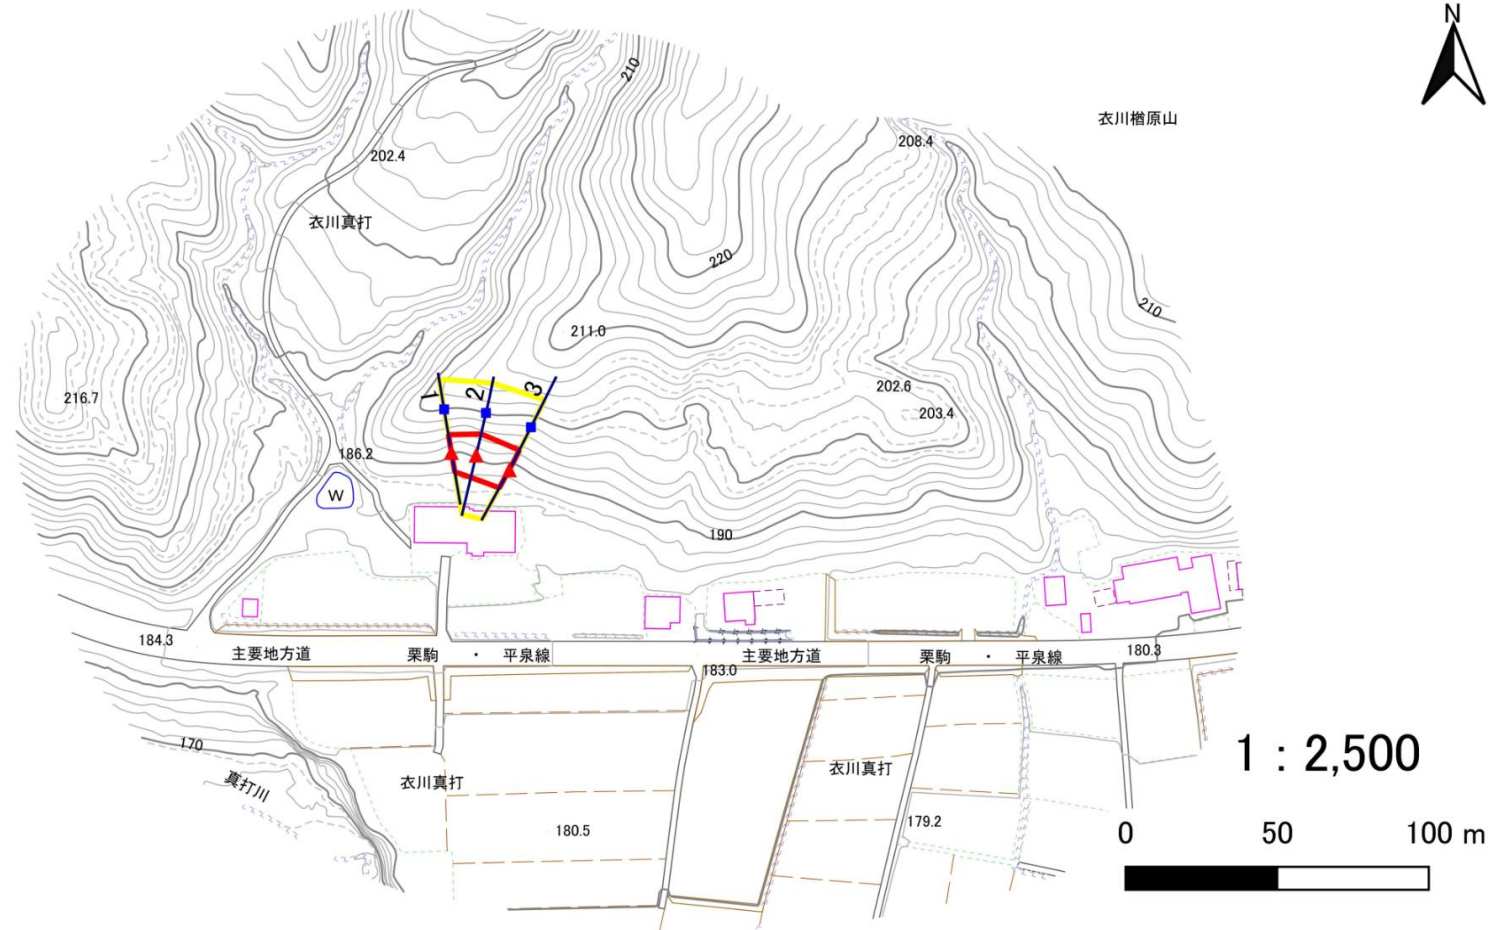 N
210
衣川楢原山
208.4
202.4
衣川真打
220
210
211.0
1
2
3
202.6
203.4
216.7
186.2
W
190
184.3
主要地方道 栗駒 ・ 平泉線
主要地方道 栗駒 ・ 平泉線
180.3
183.0
170
真打川
衣川真打
衣川真打
1 : 2,500
180.5
179.2
0 50 100 m